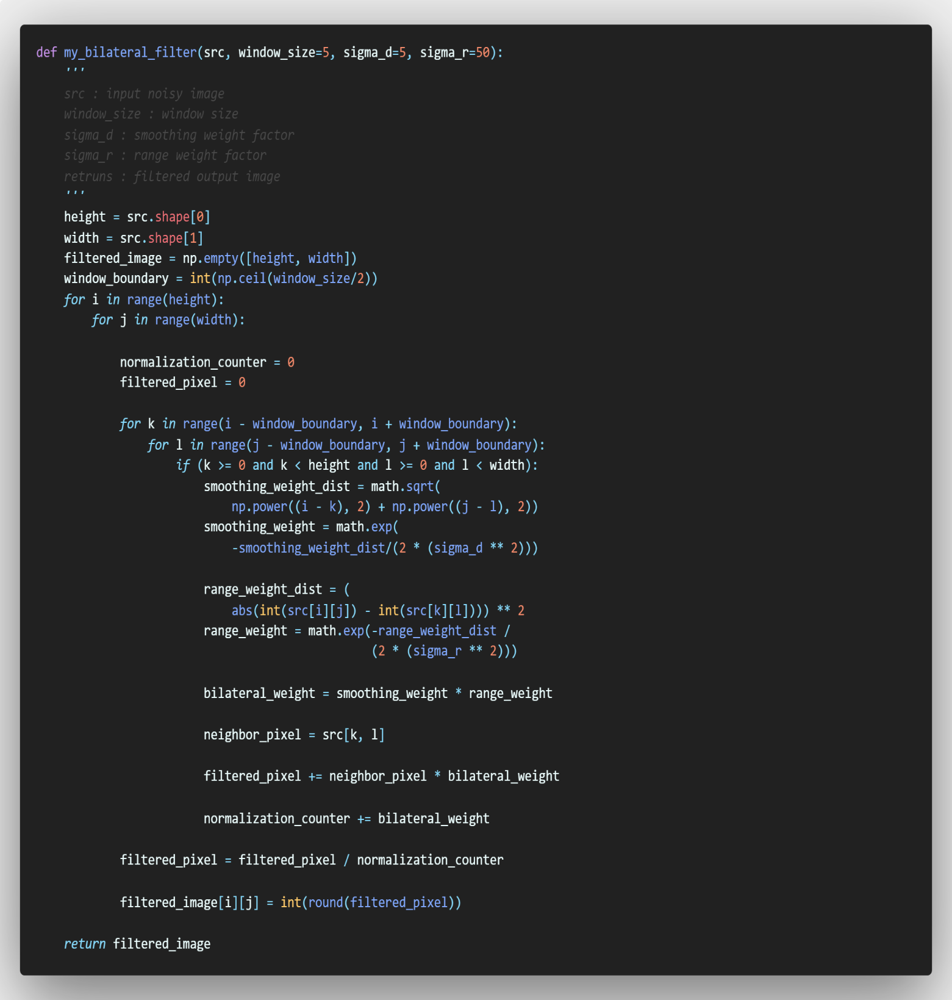 def my_bilateral_filter(src, window_size=5, sigma_d=5, sigma_r=50):
    '''
    src : input noisy image
    window_size : window size
    sigma_d : smoothing weight factor
    sigma_r : range weight factor
    retruns : filtered output image
    '''
    height = src.shape[0]
    width = src.shape[1]
    filtered_image = np.empty([height, width])
    window_boundary = int(np.ceil(window_size/2))
    for i in range(height):
        for j in range(width):
            normalization_counter = 0
            filtered_pixel = 0
            for k in range(i - window_boundary, i + window_boundary):
                for l in range(j - window_boundary, j + window_boundary):
                    if (k >= 0 and k < height and l >= 0 and l < width):
                        smoothing_weight_dist = math.sqrt(
                            np.power((i - k), 2) + np.power((j - l), 2))
                        smoothing_weight = math.exp(
                            -smoothing_weight_dist/(2 * (sigma_d ** 2)))
                        range_weight_dist = (
                            abs(int(src[i][j]) - int(src[k][l]))) ** 2
                        range_weight = math.exp(-range_weight_dist /
                                                (2 * (sigma_r ** 2)))
                        bilateral_weight = smoothing_weight * range_weight
                        neighbor_pixel = src[k, l]
                        filtered_pixel += neighbor_pixel * bilateral_weight
                        normalization_counter += bilateral_weight
            filtered_pixel = filtered_pixel / normalization_counter
            filtered_image[i][j] = int(round(filtered_pixel))
    return filtered_image